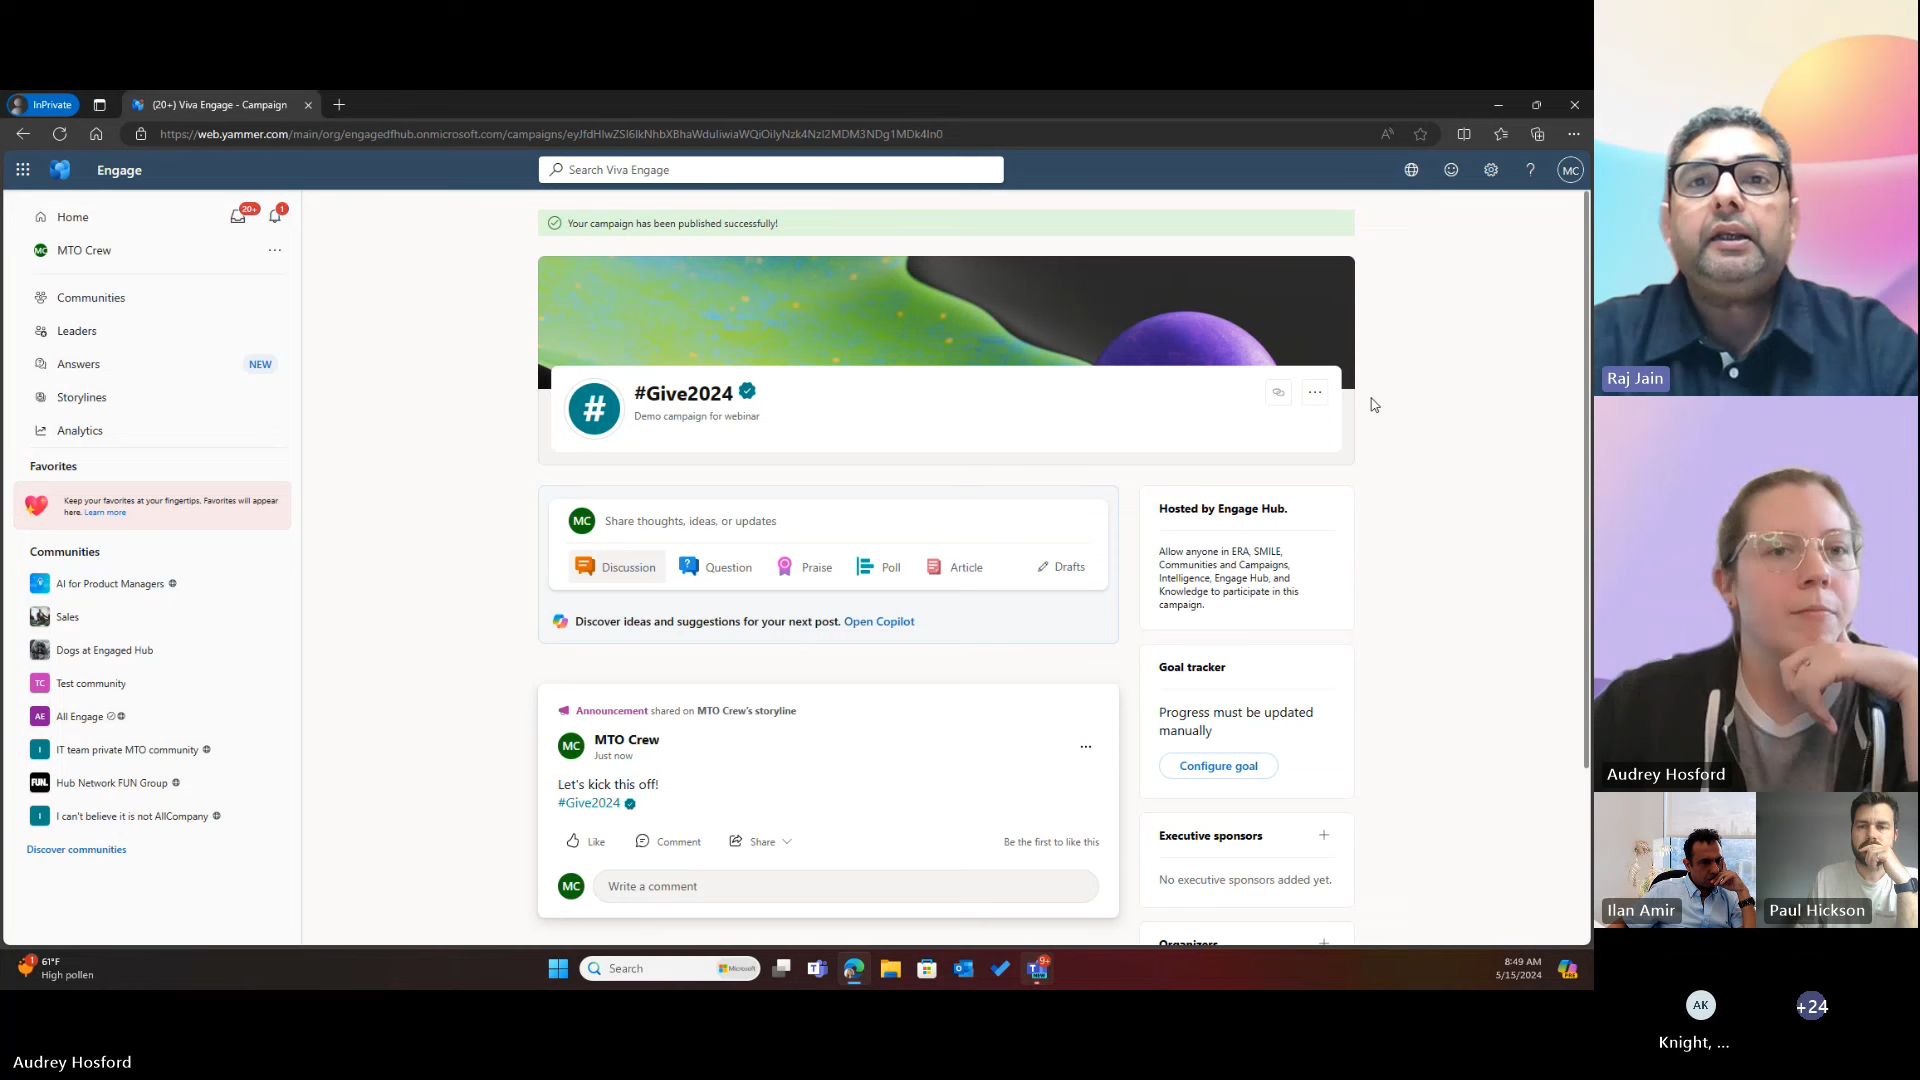 InPrivate
(20+) Viva Engage - Campaign
https://web.yammer.com/main/org/engagedfhub.onmicrosoft.com/campaigns/eyJfdHlwZSI6IkNhbXBhaWduIiwiaWQiOiIyNzk4NzI2MDM3NDg1MDk4In0
Engage
Search Viva Engage
MC
Home
20+
1
MC MTO Crew
Communities
Leaders
Answers NEW
Storylines
Analytics
Favorites
Keep your favorites at your fingertips. Favorites will appear
here. Learn more
Communities
AI for Product Managers
Sales
Dogs at Engaged Hub
TC Test community
AE All Engage
I IT team private MTO community
FUN. Hub Network FUN Group
I I can't believe it is not AllCompany
Discover communities
Your campaign has been published successfully!
# #Give2024
Demo campaign for webinar
MC Share thoughts, ideas, or updates
Discussion Question Praise Poll Article Drafts
Discover ideas and suggestions for your next post. Open Copilot
Announcement shared on MTO Crew's storyline
MC MTO Crew
Just now
Let's kick this off!
#Give2024
Like Comment Share Be the first to like this
MC Write a comment
Hosted by Engage Hub.
Allow anyone in ERA, SMILE,
Communities and Campaigns,
Intelligence, Engage Hub, and
Knowledge to participate in this
campaign.
Goal tracker
Progress must be updated
manually
Configure goal
Executive sponsors
No executive sponsors added yet.
Organizers
1
61°F
High pollen
Search
Microsoft
9+
NEW
8:49 AM
5/15/2024
PRE
Raj Jain
Audrey Hosford
Ilan Amir
Paul Hickson
AK
+24
Knight, ...
Audrey Hosford